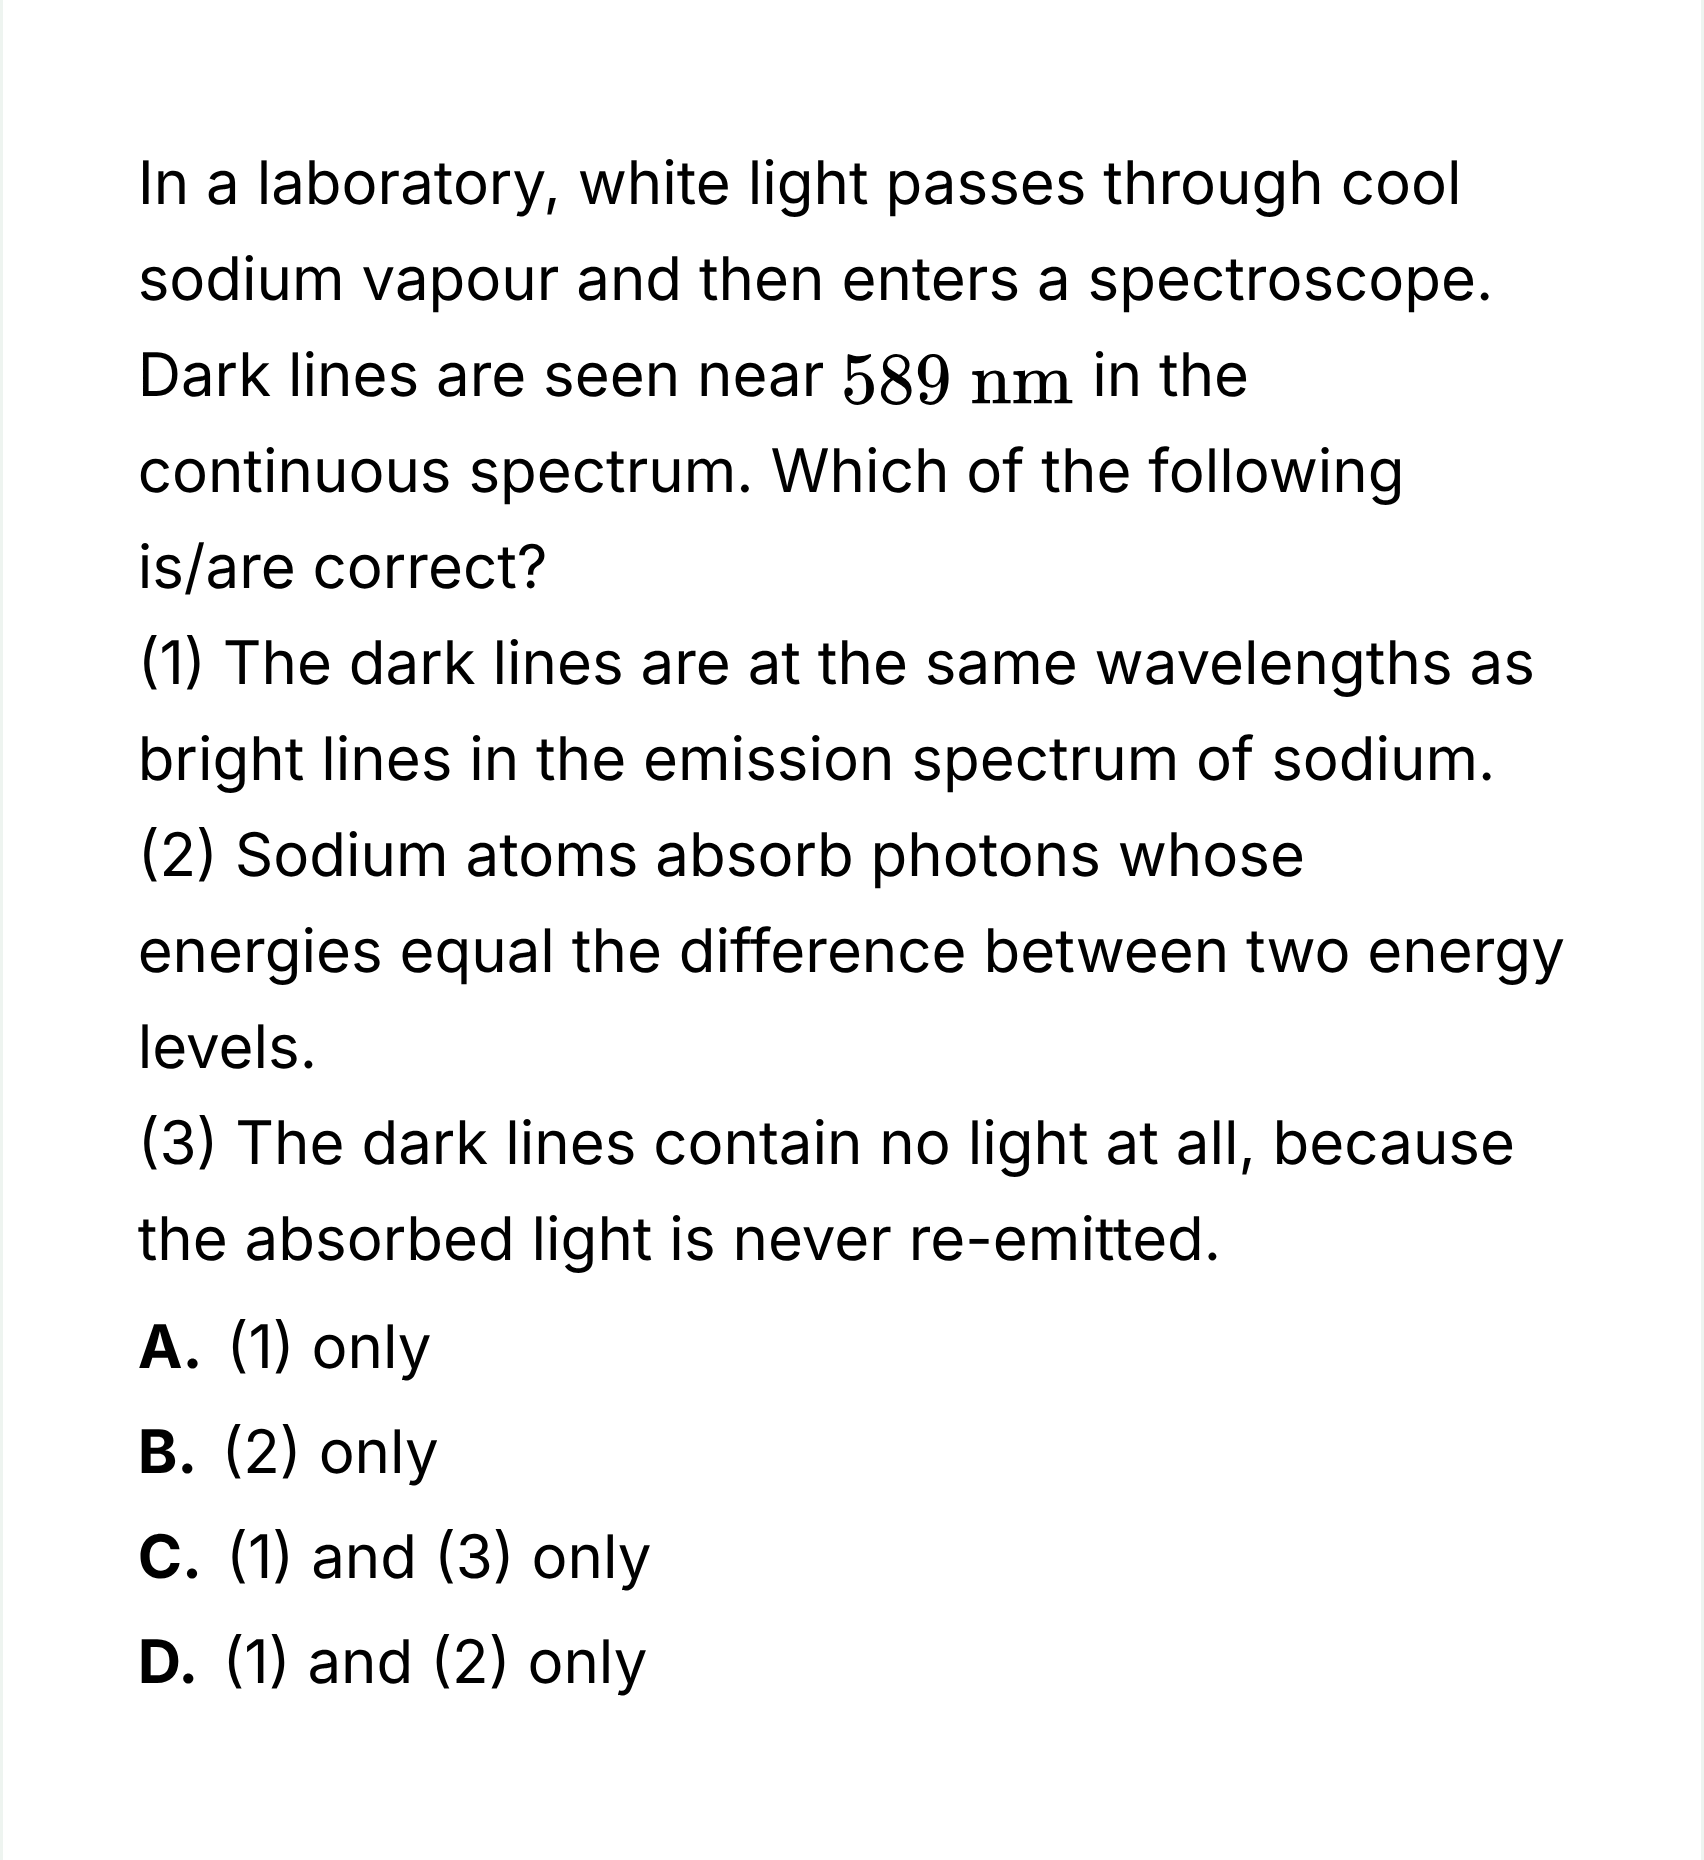 In a laboratory, white light passes through cool
sodium vapour and then enters a spectroscope.
Dark lines are seen near 589 nm in the
continuous spectrum. Which of the following
is/are correct?
(1) The dark lines are at the same wavelengths as
bright lines in the emission spectrum of sodium.
(2) Sodium atoms absorb photons whose
energies equal the difference between two energy
levels.
(3) The dark lines contain no light at all, because
the absorbed light is never re-emitted.
A. (1) only
B. (2) only
C. (1) and (3) only
D. (1) and (2) only